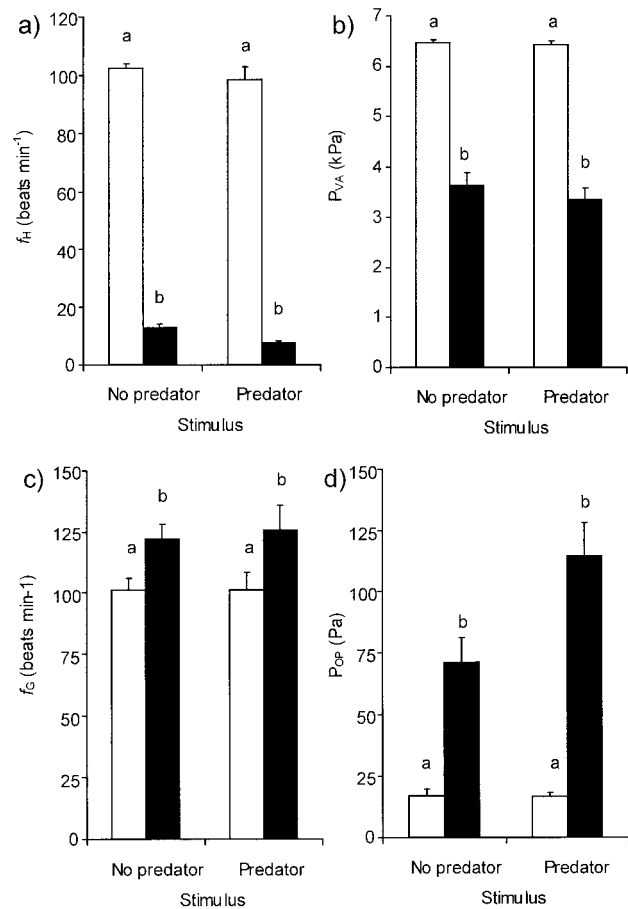 a)
120
100
80
60
40
20
0
fH (beats min-1)
a
b
a
b
No predator
Predator
Stimulus
b)
7
6
5
4
3
2
1
0
PVA (kPa)
a
b
a
b
No predator
Predator
Stimulus
c)
150
125
100
75
50
25
0
fG (beats min-1)
a
b
a
b
No predator
Predator
Stimulus
d)
150
125
100
75
50
25
0
POP (Pa)
a
b
a
b
No predator
Predator
Stimulus